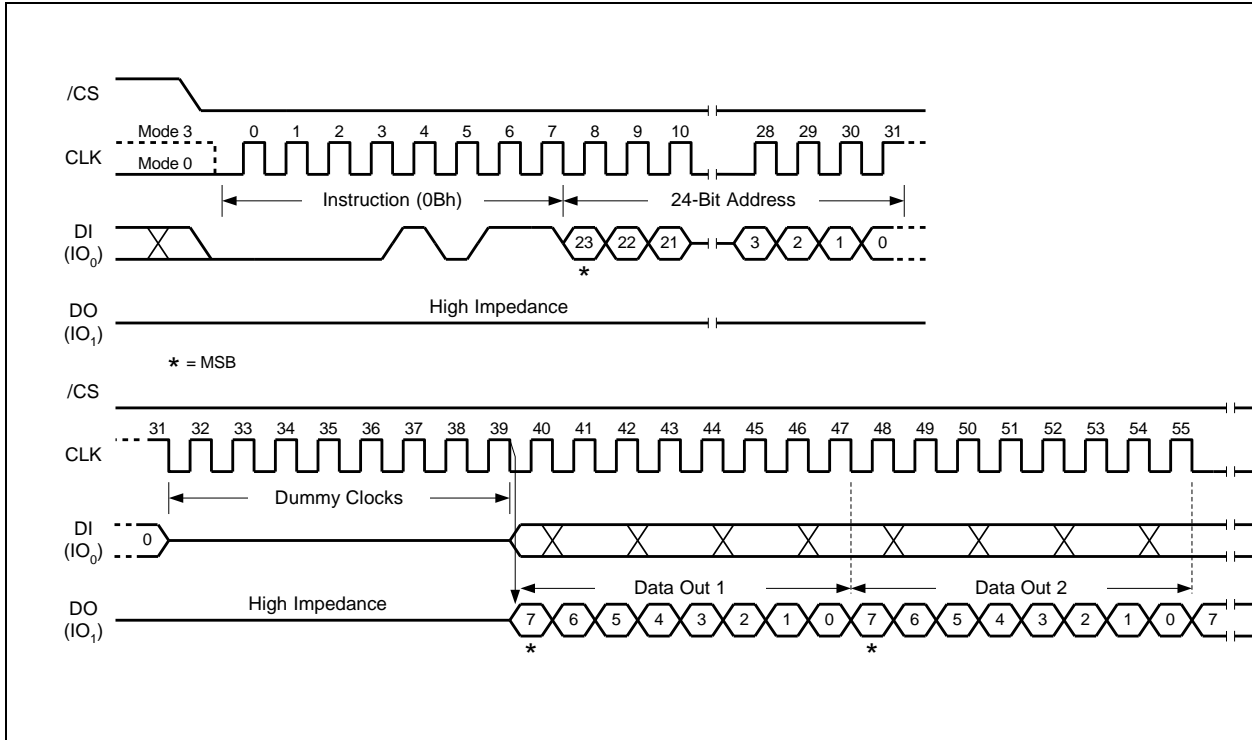 /CS
Mode 3 0 1 2 3 4 5 6 7 8 9 10 28 29 30 31
CLK
Mode 0
Instruction (0Bh) 24-Bit Address
DI
(IO0) 23 22 21 3 2 1 0
*
High Impedance
DO
(IO1)
* = MSB
/CS
31 32 33 34 35 36 37 38 39 40 41 42 43 44 45 46 47 48 49 50 51 52 53 54 55
CLK
Dummy Clocks
DI
(IO0) 0
Data Out 1 Data Out 2
High Impedance
DO
(IO1) 7 6 5 4 3 2 1 0 7 6 5 4 3 2 1 0 7
* *